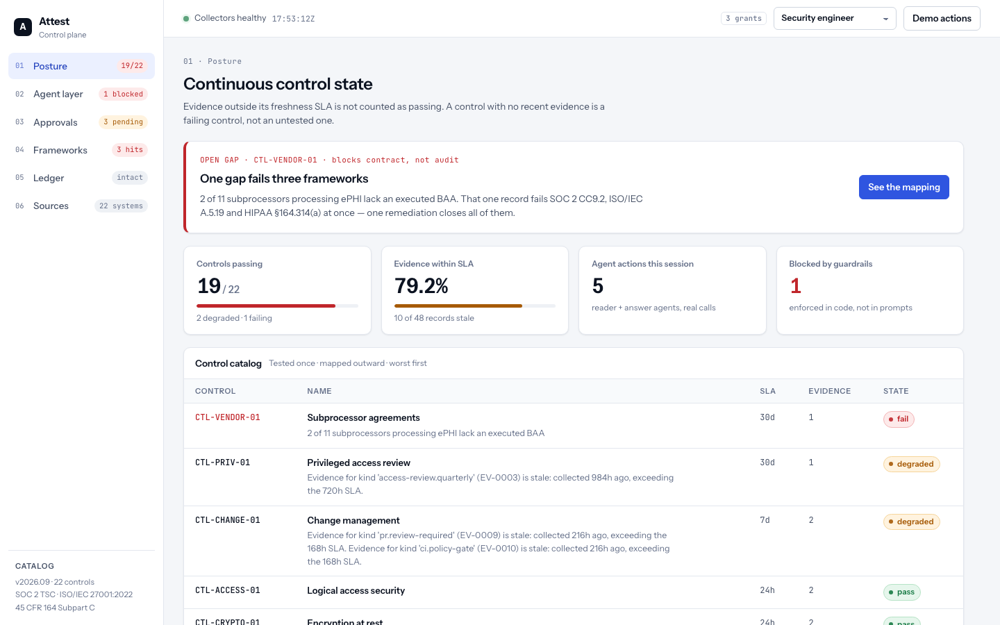 A
Attest
Control plane
01 Posture 19/22
02 Agent layer 1 blocked
03 Approvals 3 pending
04 Frameworks 3 hits
05 Ledger intact
06 Sources 22 systems
CATALOG
v2026.09 · 22 controls
SOC 2 TSC · ISO/IEC 27001:2022
45 CFR 164 Subpart C
Collectors healthy 17:53:12Z
3 grants
Security engineer
Demo actions
01 · Posture
Continuous control state
Evidence outside its freshness SLA is not counted as passing. A control with no recent evidence is a
failing control, not an untested one.
OPEN GAP · CTL-VENDOR-01 · blocks contract, not audit
One gap fails three frameworks
2 of 11 subprocessors processing ePHI lack an executed BAA. That one record fails SOC 2 CC9.2, ISO/IEC
A.5.19 and HIPAA §164.314(a) at once — one remediation closes all of them.
See the mapping
Controls passing
19 / 22
2 degraded · 1 failing
Evidence within SLA
79.2%
10 of 48 records stale
Agent actions this session
5
reader + answer agents, real calls
Blocked by guardrails
1
enforced in code, not in prompts
Control catalog Tested once · mapped outward · worst first
CONTROL NAME SLA EVIDENCE STATE
CTL-VENDOR-01 Subprocessor agreements 30d 1 fail
2 of 11 subprocessors processing ePHI lack an executed BAA
CTL-PRIV-01 Privileged access review 30d 1 degraded
Evidence for kind 'access-review.quarterly' (EV-0003) is stale: collected 984h ago, exceeding
the 720h SLA.
CTL-CHANGE-01 Change management 7d 2 degraded
Evidence for kind 'pr.review-required' (EV-0009) is stale: collected 216h ago, exceeding the
168h SLA. Evidence for kind 'ci.policy-gate' (EV-0010) is stale: collected 216h ago, exceeding
the 168h SLA.
CTL-ACCESS-01 Logical access security 24h 2 pass
CTL-CRYPTO-01 Encryption at rest 24h 2 pass